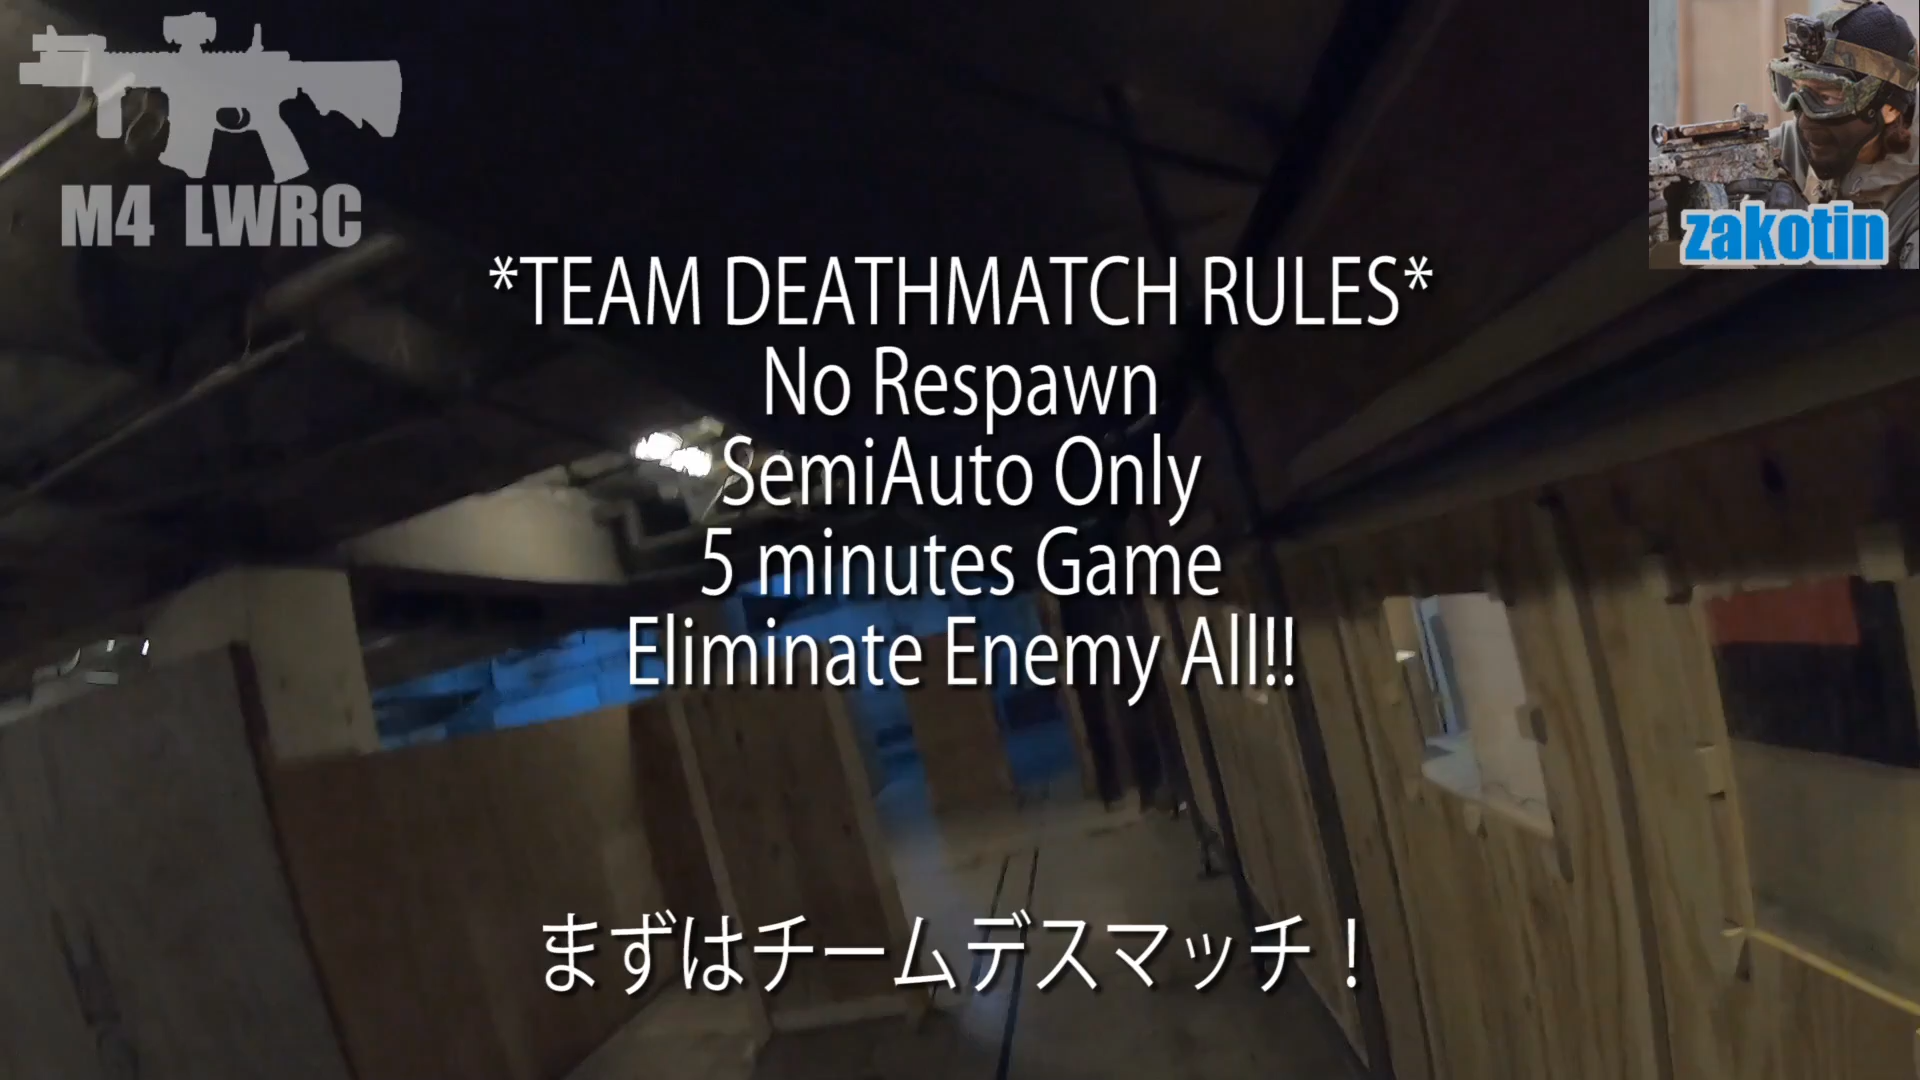 M4 LWRC
zakotin
*TEAM DEATHMATCH RULES*
No Respawn
SemiAuto Only
5 minutes Game
Eliminate Enemy All!!
まずはチームデスマッチ！